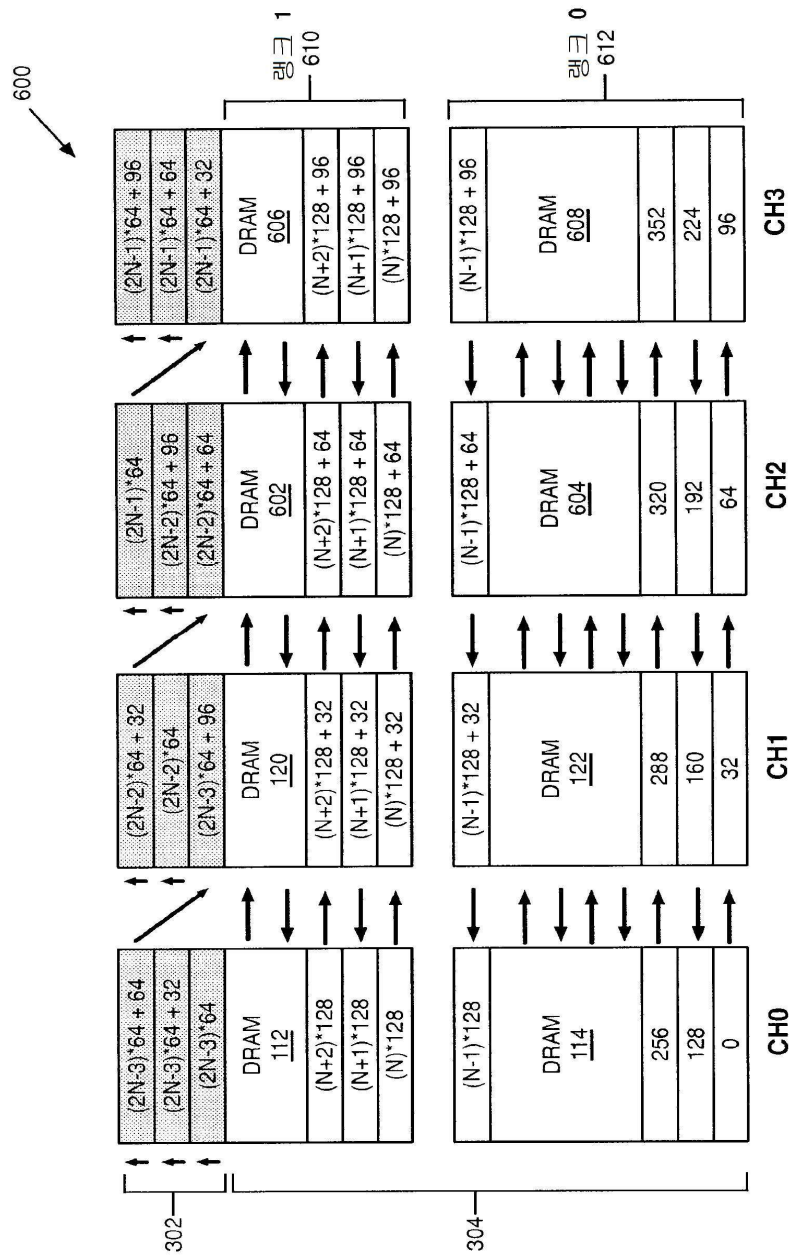 600
(2N-3)*64 + 64
(2N-3)*64 + 32
(2N-3)*64
DRAM
112
(N+2)*128
(N+1)*128
(N)*128
(N-1)*128
DRAM
114
256
128
0
CH0
(2N-2)*64 + 32
(2N-2)*64
(2N-3)*64 + 96
DRAM
120
(N+2)*128 + 32
(N+1)*128 + 32
(N)*128 + 32
(N-1)*128 + 32
DRAM
122
288
160
32
CH1
(2N-1)*64
(2N-2)*64 + 96
(2N-2)*64 + 64
DRAM
602
(N+2)*128 + 64
(N+1)*128 + 64
(N)*128 + 64
(N-1)*128 + 64
DRAM
604
320
192
64
CH2
(2N-1)*64 + 96
(2N-1)*64 + 64
(2N-1)*64 + 32
DRAM
606
(N+2)*128 + 96
(N+1)*128 + 96
(N)*128 + 96
(N-1)*128 + 96
DRAM
608
352
224
96
CH3
302
304
랭크 1
610
랭크 0
612